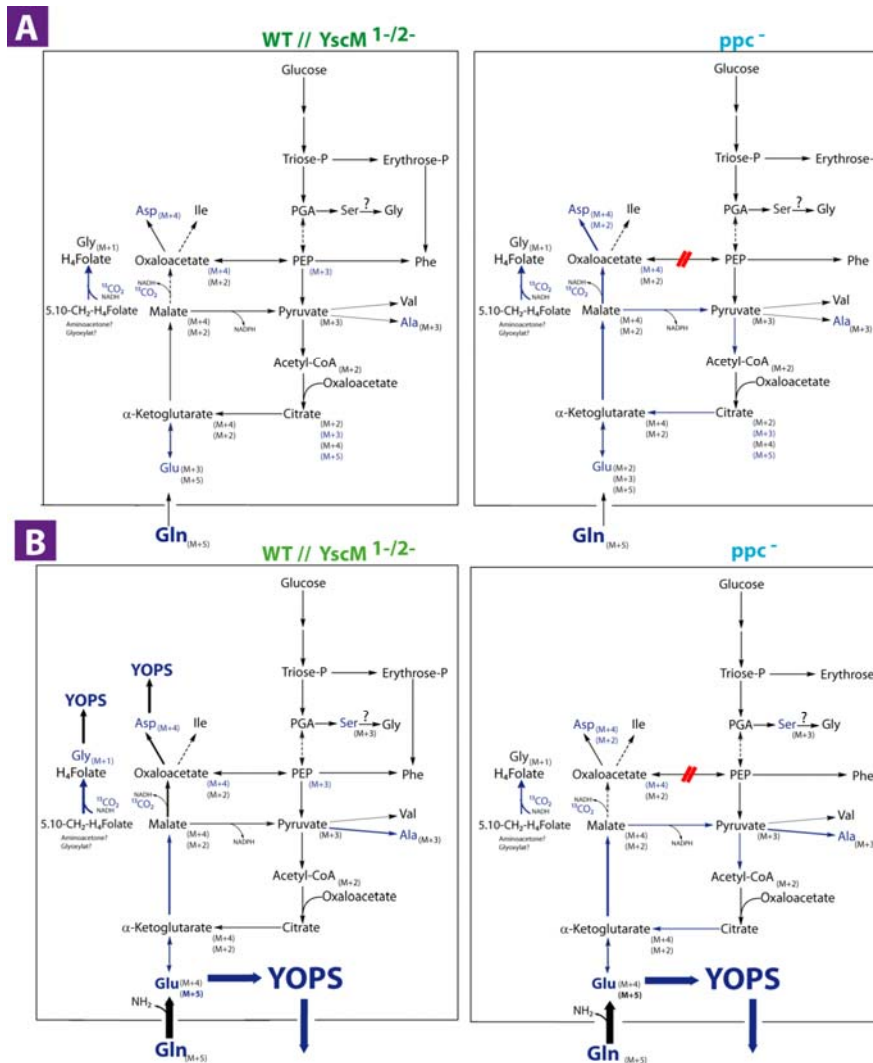 A
WT // YscM 1-/2-
ppc -
Glucose
Triose-P
Erythrose-P
PGA
Ser
?
Gly
Asp (M+4)
Ile
Gly (M+1)
H4Folate
Oxaloacetate
(M+4)
(M+2)
PEP
(M+3)
Phe
13CO2
NADH
NADH
13CO2
5.10-CH2-H4Folate
Aminoacetone?
Glyoxylat?
Malate
(M+4)
(M+2)
NADPH
Pyruvate
(M+3)
Val
Ala (M+3)
Acetyl-CoA (M+2)
Oxaloacetate
α-Ketoglutarate
(M+4)
(M+2)
Citrate
(M+2)
(M+3)
(M+4)
(M+5)
Glu (M+3)
(M+5)
Gln (M+5)
Glucose
Triose-P
Erythrose-P
PGA
Ser
?
Gly
Asp (M+4)
(M+2)
Ile
Gly (M+1)
H4Folate
Oxaloacetate
(M+4)
(M+2)
PEP
Phe
13CO2
NADH
NADH
13CO2
5.10-CH2-H4Folate
Aminoacetone?
Glyoxylat?
Malate
(M+4)
(M+2)
NADPH
Pyruvate
(M+3)
Val
Ala (M+3)
Acetyl-CoA (M+2)
Oxaloacetate
α-Ketoglutarate
(M+4)
(M+2)
Citrate
(M+2)
(M+3)
(M+4)
(M+5)
Glu (M+2)
(M+3)
(M+5)
Gln (M+5)
B
WT // YscM 1-/2-
ppc -
Glucose
Triose-P
Erythrose-P
YOPS
YOPS
PGA
Ser
(M+3)
?
Gly
Asp (M+4)
Ile
Gly (M+1)
H4Folate
Oxaloacetate
(M+4)
(M+2)
PEP
(M+3)
Phe
13CO2
NADH
NADH
13CO2
5.10-CH2-H4Folate
Aminoacetone?
Glyoxylat?
Malate
(M+4)
(M+2)
NADPH
Pyruvate
(M+3)
Val
Ala (M+3)
Acetyl-CoA (M+2)
Oxaloacetate
α-Ketoglutarate
(M+4)
(M+2)
Citrate
Glu (M+4)
(M+5)
YOPS
NH2
Gln (M+5)
Glucose
Triose-P
Erythrose
PGA
Ser
(M+3)
?
Gly
Asp (M+4)
(M+2)
Ile
Gly (M+1)
H4Folate
Oxaloacetate
(M+4)
(M+2)
PEP
Phe
13CO2
NADH
NADH
13CO2
5.10-CH2-H4Folate
Aminoacetone?
Glyoxylat?
Malate
(M+4)
(M+2)
NADPH
Pyruvate
(M+3)
Val
Ala (M+3)
Acetyl-CoA (M+2)
Oxaloacetate
α-Ketoglutarate
(M+4)
(M+2)
Citrate
Glu (M+4)
(M+5)
YOPS
NH2
Gln (M+5)